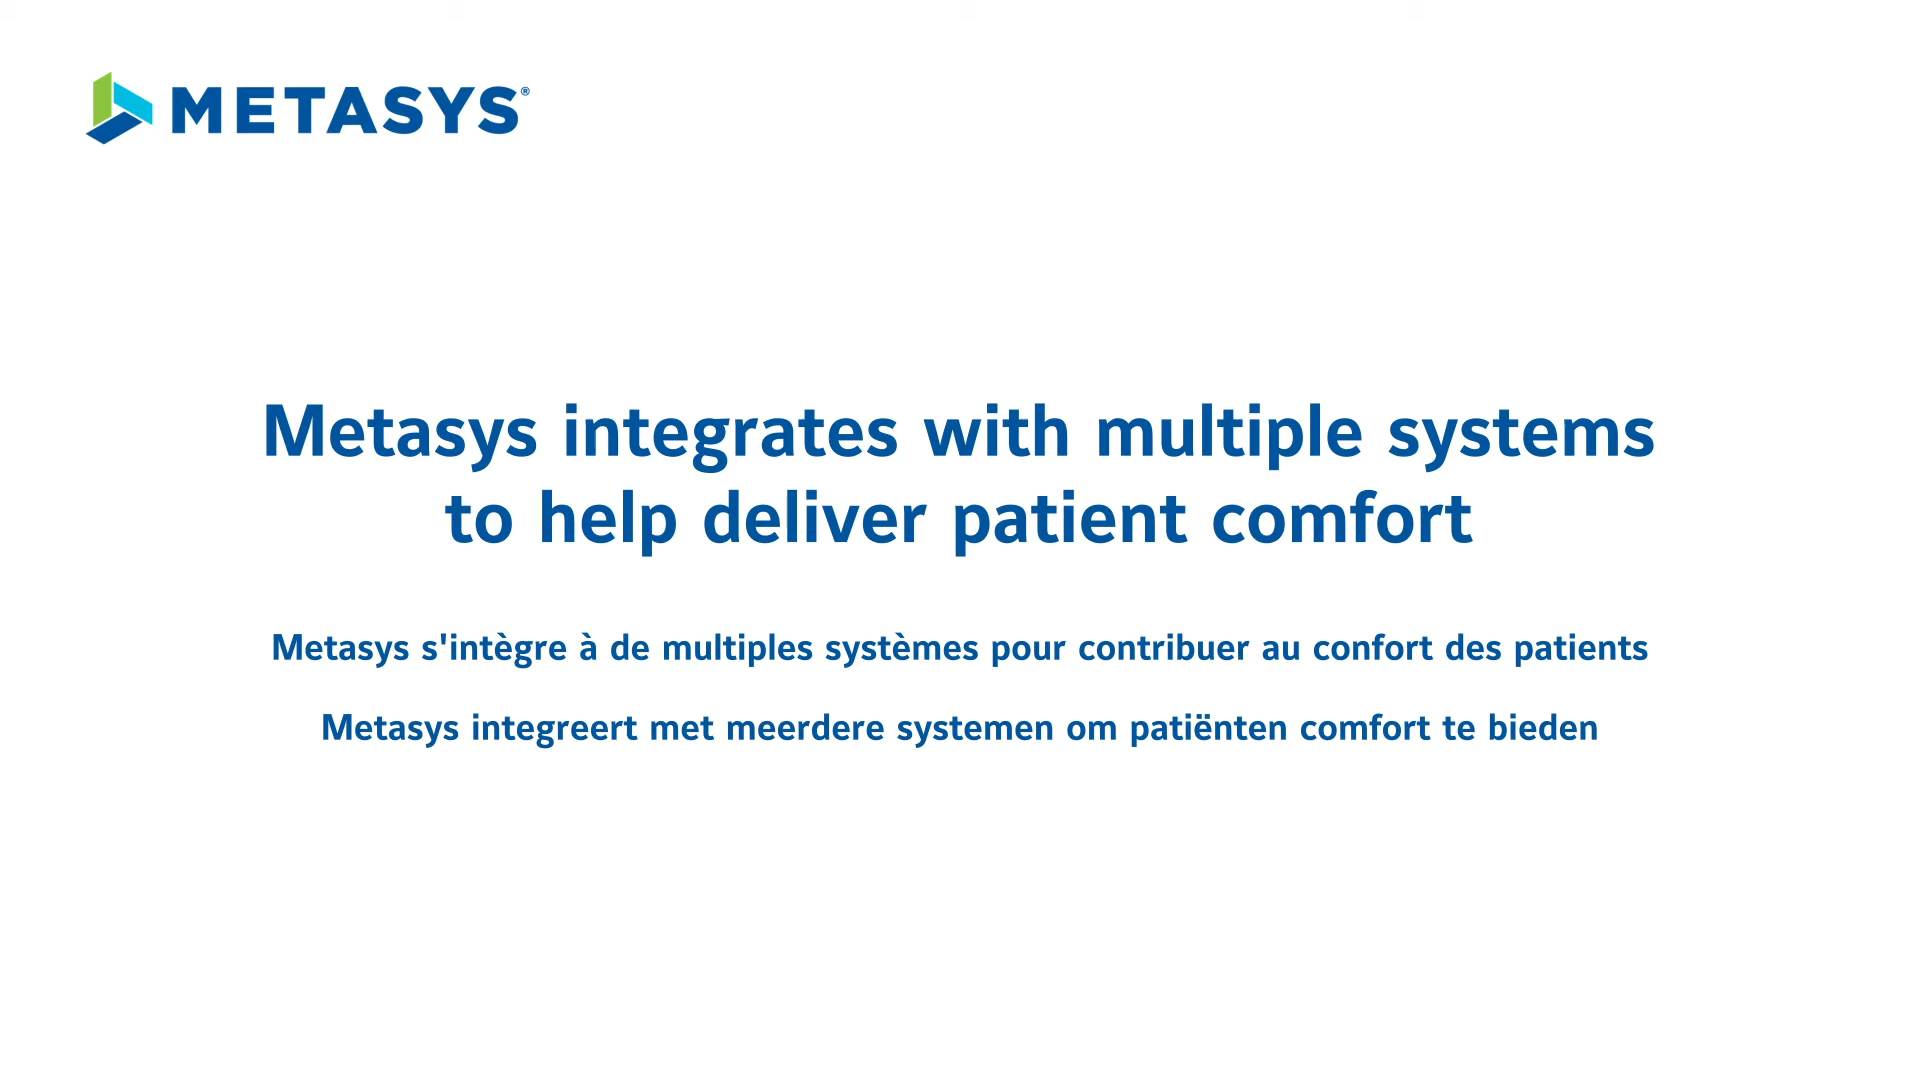 METASYS®
Metasys integrates with multiple systems
to help deliver patient comfort
Metasys s'intègre à de multiples systèmes pour contribuer au confort des patients
Metasys integreert met meerdere systemen om patiënten comfort te bieden